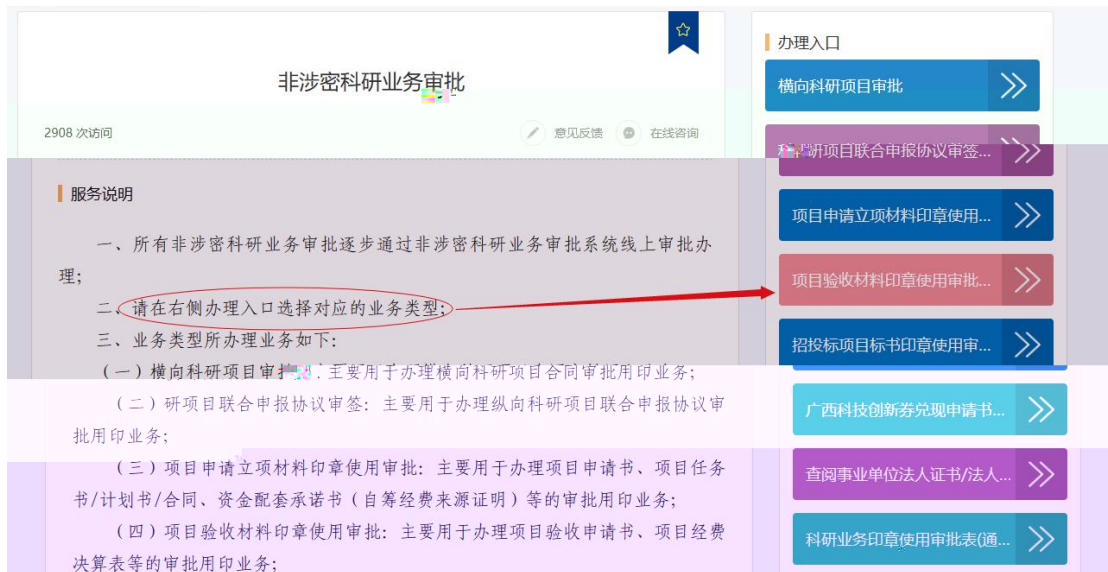 非涉密科研业务审批
2908 次访问
意见反馈
在线咨询
服务说明
一、所有非涉密科研业务审批逐步通过非涉密科研业务审批系统线上审批办
理;
二、请在右侧办理入口选择对应的业务类型;
三、业务类型所办理业务如下:
(一)横向科研项目审 : 主要用于办理横向科研项目合同审批用印业务;
(二)研项目联合申报协议审签: 主要用于办理纵向科研项目联合申报协议审
批用印业务;
(三)项目申请立项材料印章使用审批: 主要用于办理项目申请书、项目任务
书/计划书/合同、资金配套承诺书(自筹经费来源证明)等的审批用印业务;
(四)项目验收材料印章使用审批: 主要用于办理项目验收申请书、项目经费
决算表等的审批用印业务;
办理入口
横向科研项目审批
研项目联合申报协议审签...
项目申请立项材料印章使用...
项目验收材料印章使用审批...
招投标项目标书印章使用审...
广西科技创新券兑现申请书...
查阅事业单位法人证书/法人...
科研业务印章使用审批表(通...